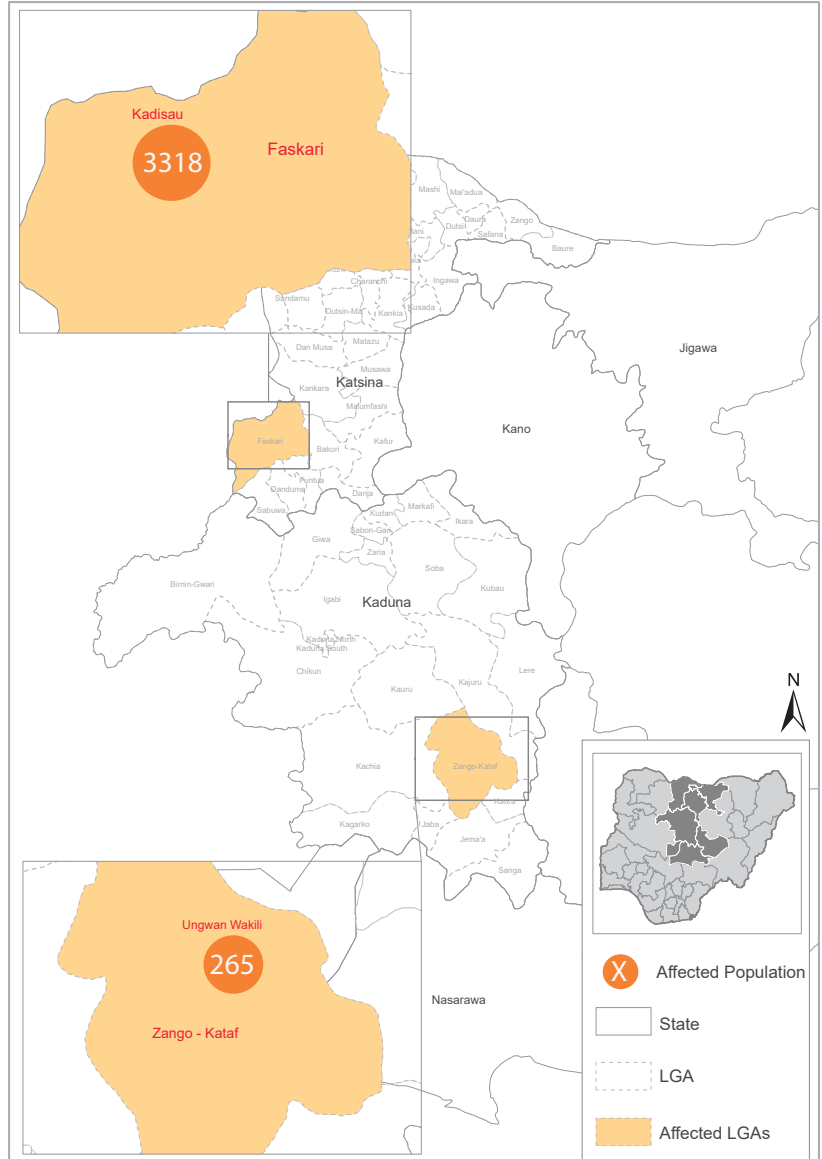 Kadisau
3318
Faskari
Mashi
Mai'adua
Dutsi
Daura
Zango
Safana
Baure
Ingawa
Charanchi
Sandamu
Dutsin-Ma
Kankia
Kusada
Dan Musa
Matazu
Musawa
Katsina
Kankara
Malumfashi
Faskari
Bakori
Kafur
Funtua
Dandume
Danja
Sabuwa
Jigawa
Kano
Markafi
Kudan
Ikara
Sabon-Gari
Giwa
Zaria
Soba
Birnin-Gwari
Kubau
Igabi
Kaduna
Kaduna North
Kaduna South
Chikun
Kajuru
Lere
Kauru
Kachia
Zango-Kataf
Kaura
Kagarko
Jaba
Jema'a
Sanga
Nasarawa
N
Ungwan Wakili
265
Zango - Kataf
X Affected Population
State
LGA
Affected LGAs